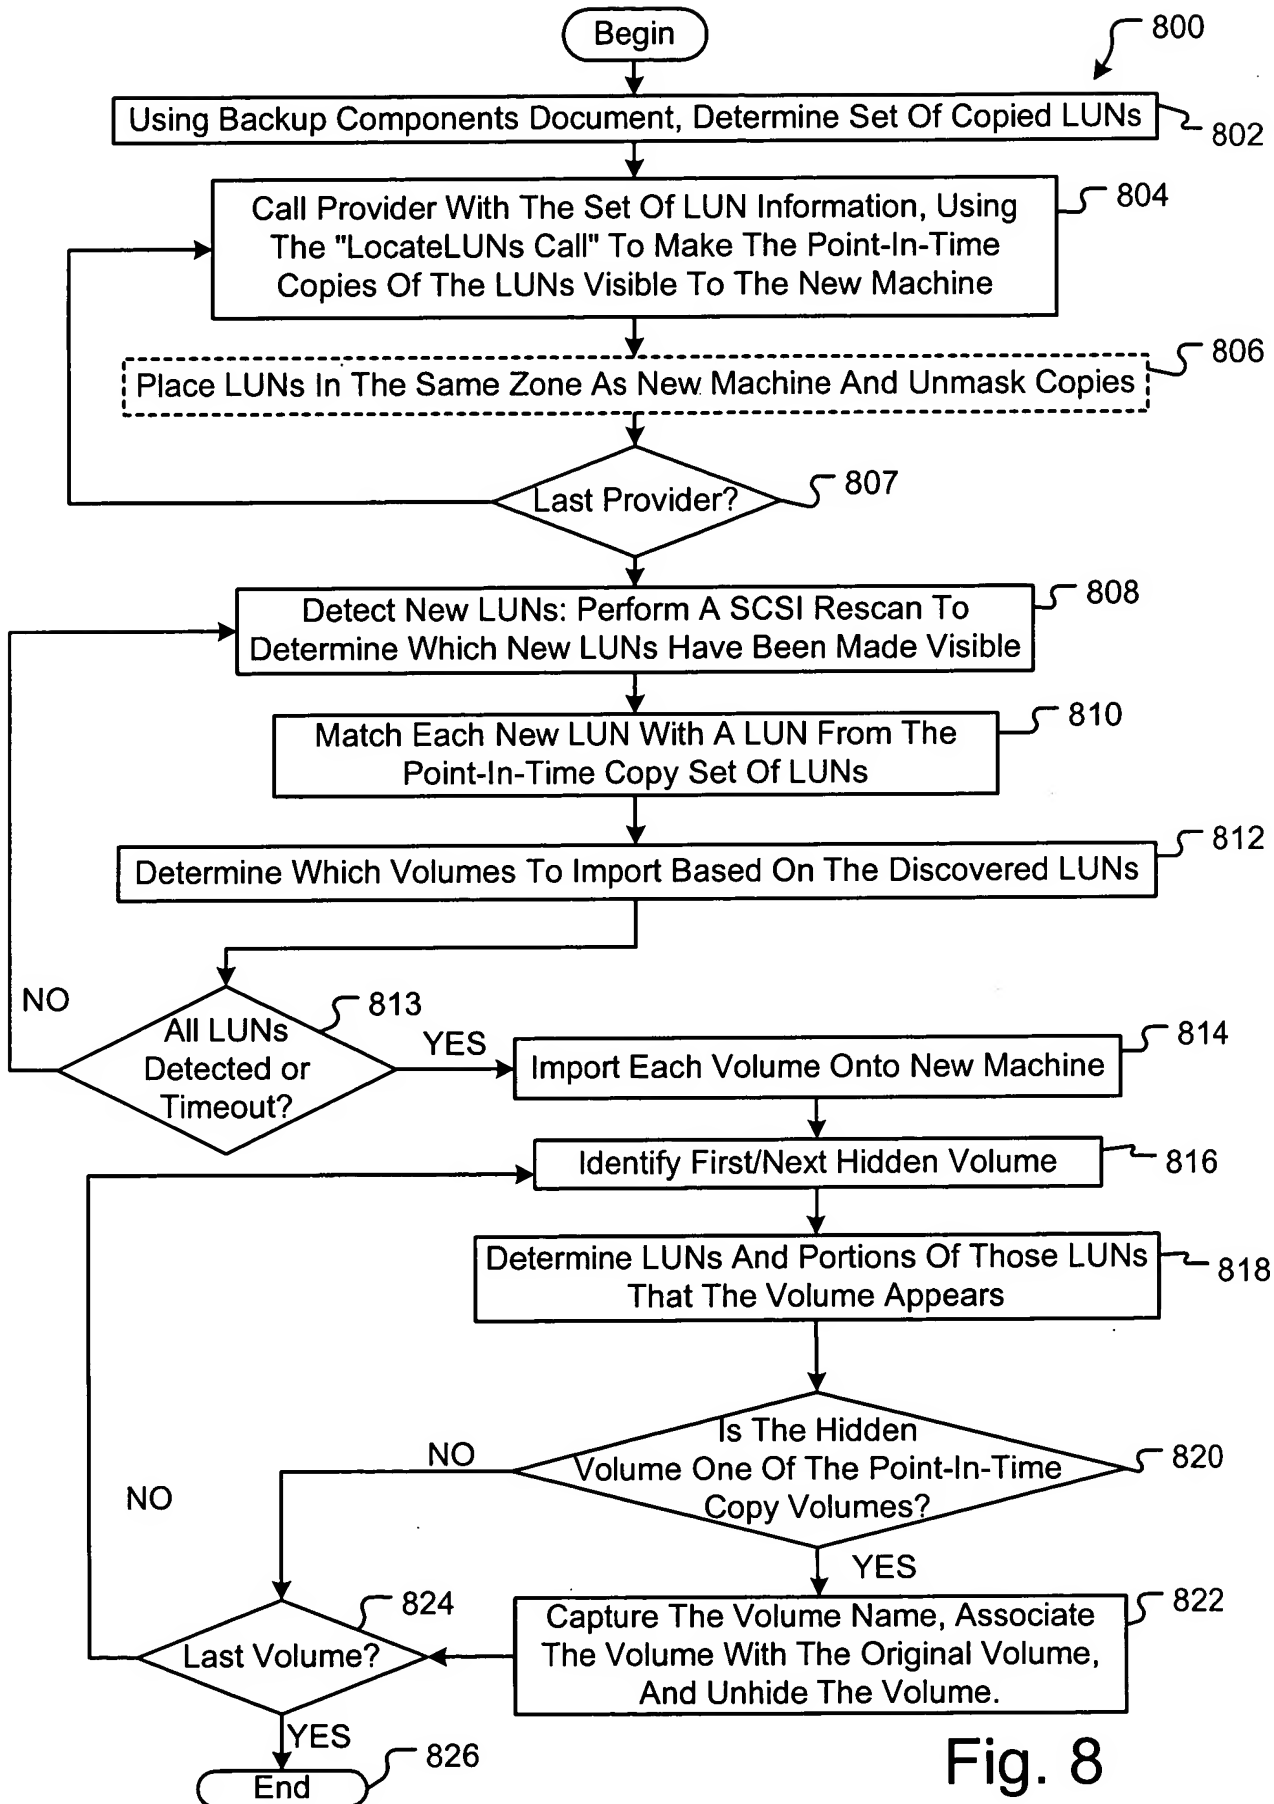 Begin
800
Using Backup Components Document, Determine Set Of Copied LUNs
802
Call Provider With The Set Of LUN Information, Using
The "LocateLUNs Call" To Make The Point-In-Time
Copies Of The LUNs Visible To The New Machine
804
Place LUNs In The Same Zone As New Machine And Unmask Copies
806
Last Provider?
807
Detect New LUNs: Perform A SCSI Rescan To
Determine Which New LUNs Have Been Made Visible
808
Match Each New LUN With A LUN From The
Point-In-Time Copy Set Of LUNs
810
Determine Which Volumes To Import Based On The Discovered LUNs
812
NO
All LUNs
Detected or
Timeout?
813
YES
Import Each Volume Onto New Machine
814
Identify First/Next Hidden Volume
816
Determine LUNs And Portions Of Those LUNs
That The Volume Appears
818
Is The Hidden
Volume One Of The Point-In-Time
Copy Volumes?
820
NO
NO
YES
Capture The Volume Name, Associate
The Volume With The Original Volume,
And Unhide The Volume.
822
Last Volume?
824
YES
End
826
Fig. 8